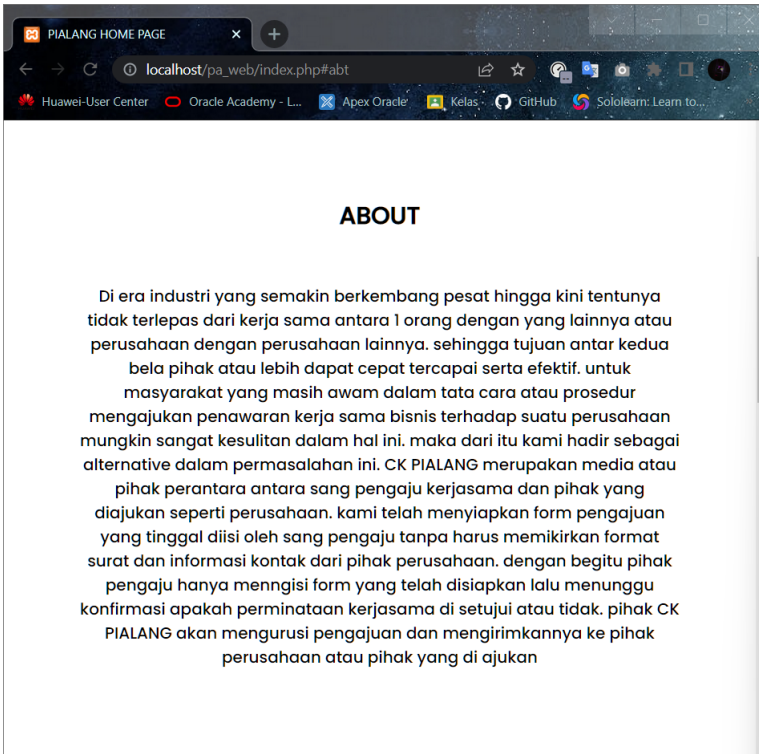 PIALANG HOME PAGE
localhost/pa_web/index.php#abt
Huawei-User Center Oracle Academy - L... Apex Oracle Kelas GitHub Sololearn: Learn to...
ABOUT
Di era industri yang semakin berkembang pesat hingga kini tentunya
tidak terlepas dari kerja sama antara 1 orang dengan yang lainnya atau
perusahaan dengan perusahaan lainnya. sehingga tujuan antar kedua
bela pihak atau lebih dapat cepat tercapai serta efektif. untuk
masyarakat yang masih awam dalam tata cara atau prosedur
mengajukan penawaran kerja sama bisnis terhadap suatu perusahaan
mungkin sangat kesulitan dalam hal ini. maka dari itu kami hadir sebagai
alternative dalam permasalahan ini. CK PIALANG merupakan media atau
pihak perantara antara sang pengaju kerjasama dan pihak yang
diajukan seperti perusahaan. kami telah menyiapkan form pengajuan
yang tinggal diisi oleh sang pengaju tanpa harus memikirkan format
surat dan informasi kontak dari pihak perusahaan. dengan begitu pihak
pengaju hanya menngisi form yang telah disiapkan lalu menunggu
konfirmasi apakah perminataan kerjasama di setujui atau tidak. pihak CK
PIALANG akan mengurusi pengajuan dan mengirimkannya ke pihak
perusahaan atau pihak yang di ajukan